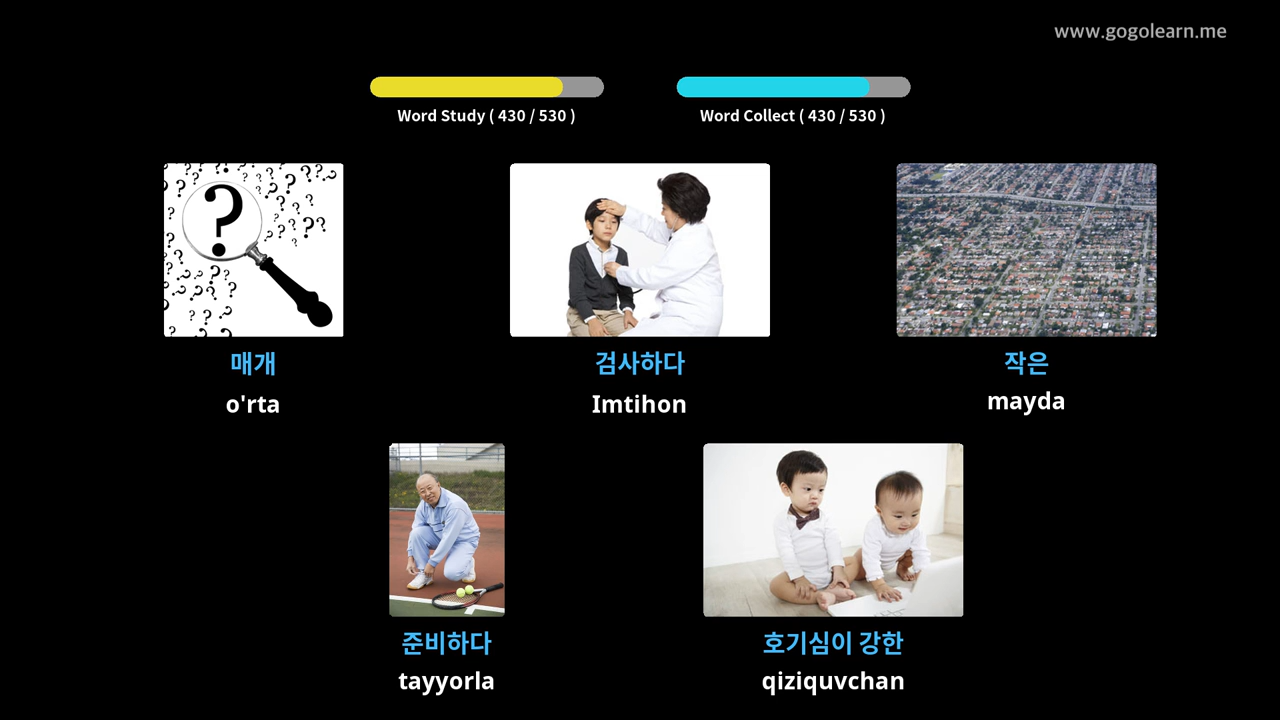 www.gogolearn.me
Word Study ( 430 / 530 )
Word Collect ( 430 / 530 )
매개
o'rta
검사하다
Imtihon
작은
mayda
준비하다
tayyorla
호기심이 강한
qiziquvchan